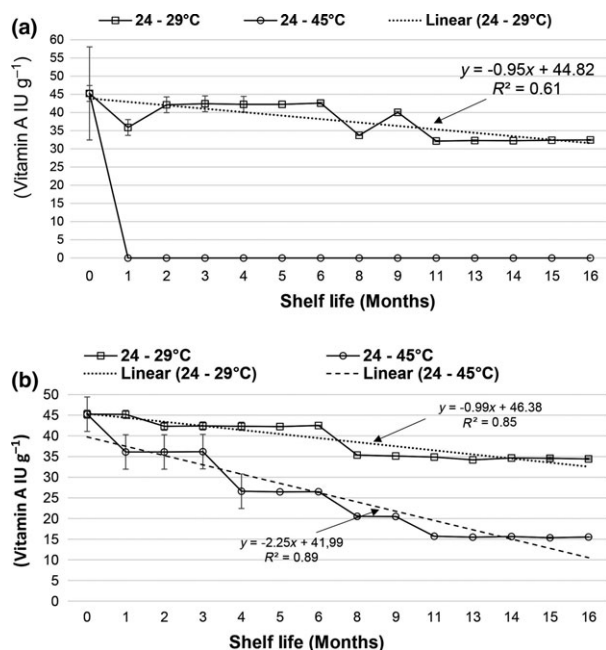 (a)
24 - 29°C 24 - 45°C Linear (24 - 29°C)
(Vitamin A IU g⁻¹)
60
55
50
45
40
35
30
25
20
15
10
5
0
y = -0.95x + 44.82
R² = 0.61
0 1 2 3 4 5 6 8 9 11 13 14 15 16
Shelf life (Months)
(b)
24 - 29°C 24 - 45°C
Linear (24 - 29°C) Linear (24 - 45°C)
(Vitamin A IU g⁻¹)
50
45
40
35
30
25
20
15
10
5
0
y = -0.99x + 46.38
R² = 0.85
y = -2.25x + 41,99
R² = 0.89
0 1 2 3 4 5 6 8 9 11 13 14 15 16
Shelf life (Months)